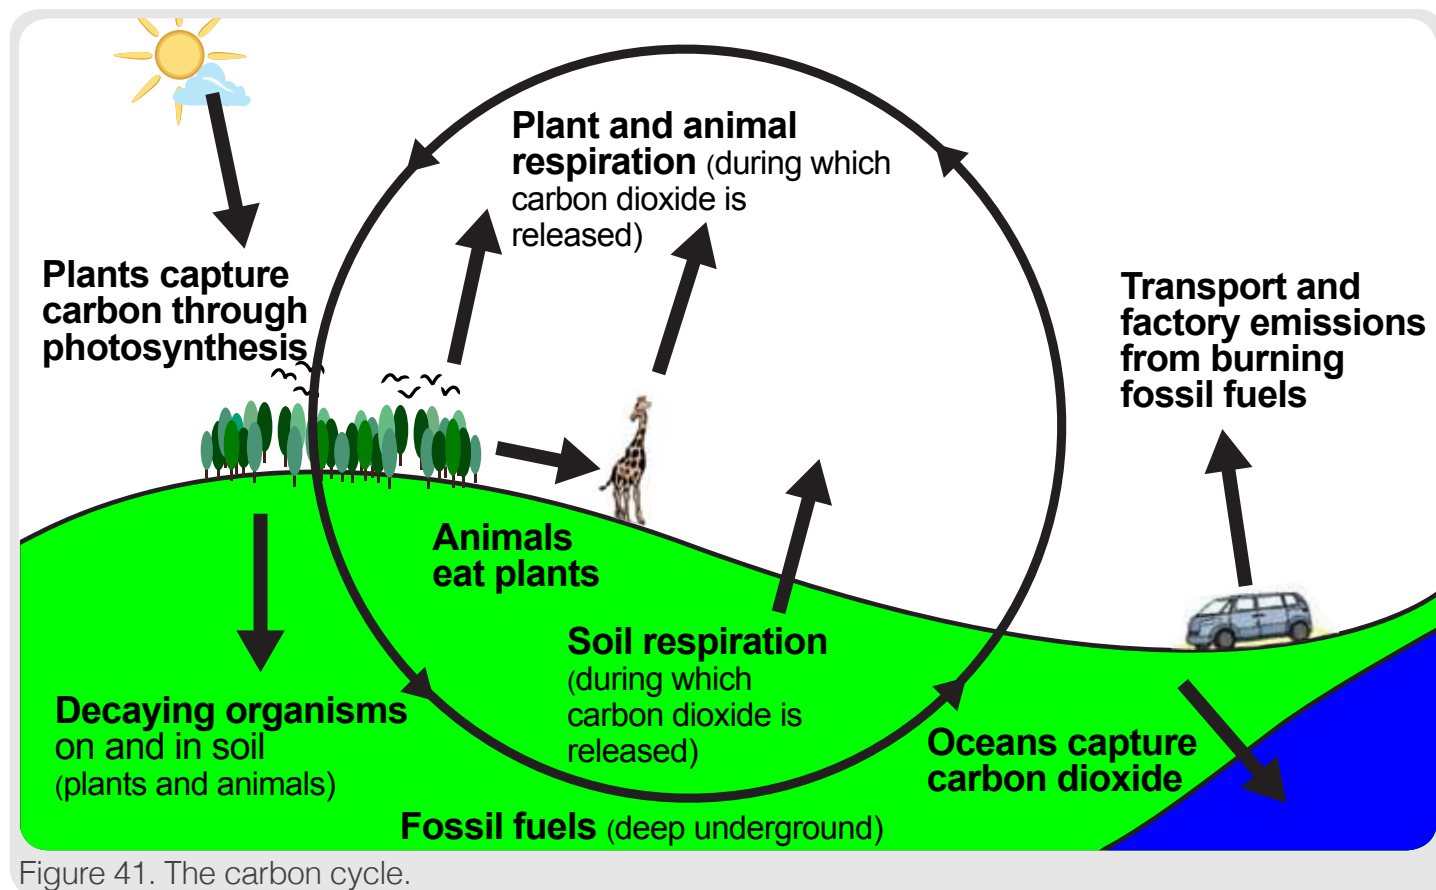 Plant and animal
respiration (during which
carbon dioxide is
released)
Plants capture
carbon through
photosynthesis
Transport and
factory emissions
from burning
fossil fuels
Animals
eat plants
Soil respiration
(during which
carbon dioxide is
released)
Decaying organisms
on and in soil
(plants and animals)
Oceans capture
carbon dioxide
Fossil fuels (deep underground)
Figure 41. The carbon cycle.